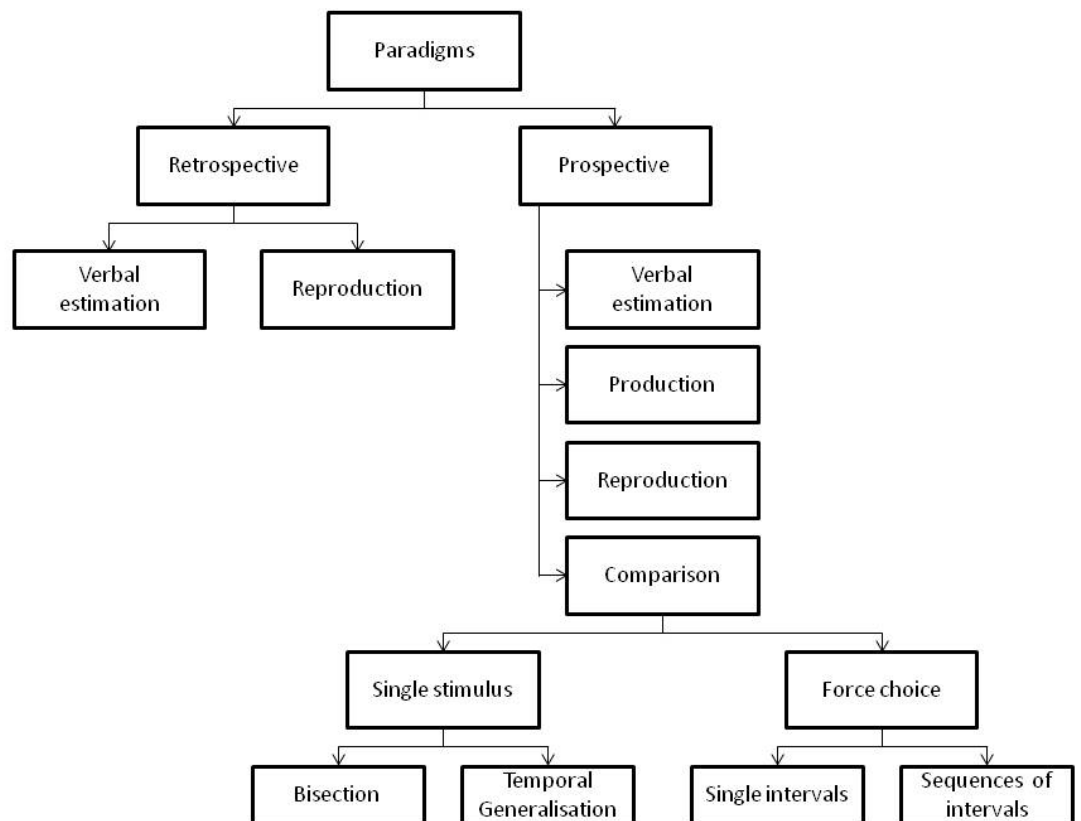 Paradigms
Retrospective
Prospective
Verbal
estimation
Reproduction
Verbal
estimation
Production
Reproduction
Comparison
Single stimulus
Force choice
Bisection
Temporal
Generalisation
Single intervals
Sequences of
intervals